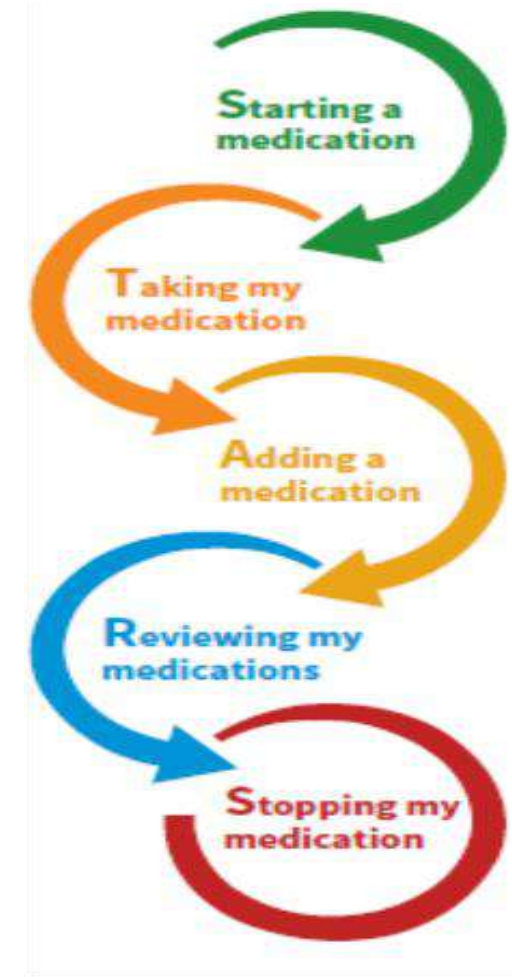 Starting a
medication
Taking my
medication
Adding a
medication
Reviewing my
medications
Stopping my
medication